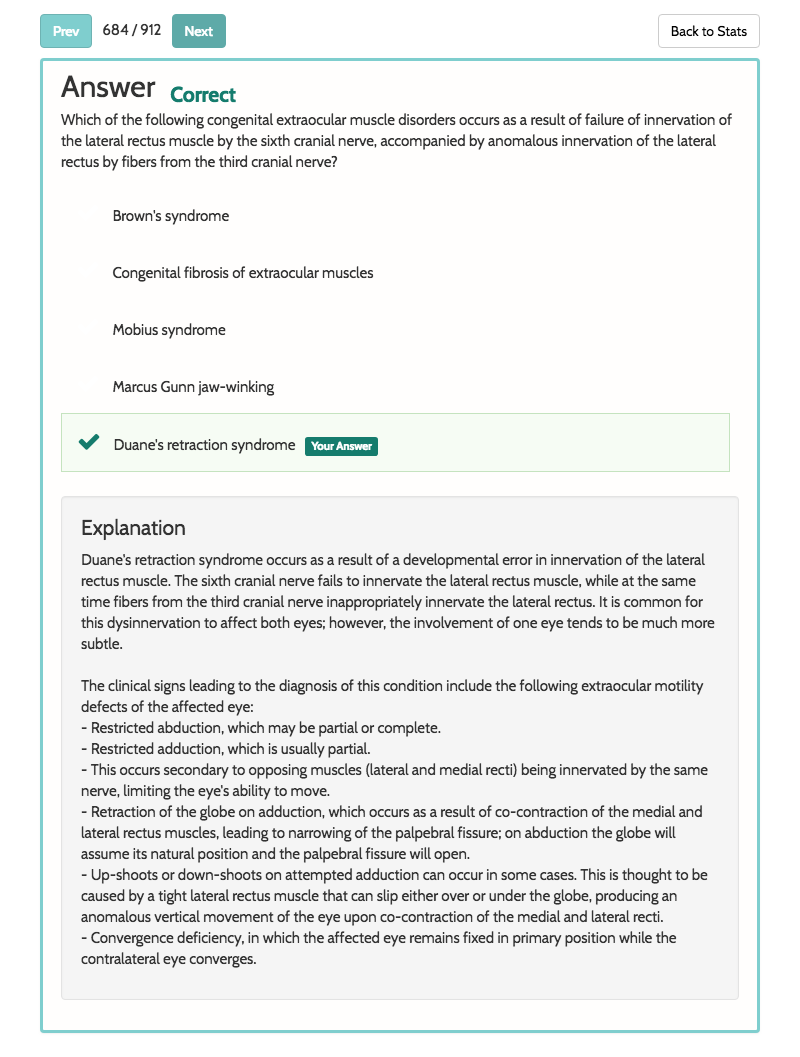 Prev 684 / 912 Next Back to Stats
Answer Correct
Which of the following congenital extraocular muscle disorders occurs as a result of failure of innervation of
the lateral rectus muscle by the sixth cranial nerve, accompanied by anomalous innervation of the lateral
rectus by fibers from the third cranial nerve?
Brown's syndrome
Congenital fibrosis of extraocular muscles
Mobius syndrome
Marcus Gunn jaw-winking
Duane's retraction syndrome Your Answer
Explanation
Duane's retraction syndrome occurs as a result of a developmental error in innervation of the lateral
rectus muscle. The sixth cranial nerve fails to innervate the lateral rectus muscle, while at the same
time fibers from the third cranial nerve inappropriately innervate the lateral rectus. It is common for
this dysinnervation to affect both eyes; however, the involvement of one eye tends to be much more
subtle.
The clinical signs leading to the diagnosis of this condition include the following extraocular motility
defects of the affected eye:
- Restricted abduction, which may be partial or complete.
- Restricted adduction, which is usually partial.
- This occurs secondary to opposing muscles (lateral and medial recti) being innervated by the same
nerve, limiting the eye's ability to move.
- Retraction of the globe on adduction, which occurs as a result of co-contraction of the medial and
lateral rectus muscles, leading to narrowing of the palpebral fissure; on abduction the globe will
assume its natural position and the palpebral fissure will open.
- Up-shoots or down-shoots on attempted adduction can occur in some cases. This is thought to be
caused by a tight lateral rectus muscle that can slip either over or under the globe, producing an
anomalous vertical movement of the eye upon co-contraction of the medial and lateral recti.
- Convergence deficiency, in which the affected eye remains fixed in primary position while the
contralateral eye converges.